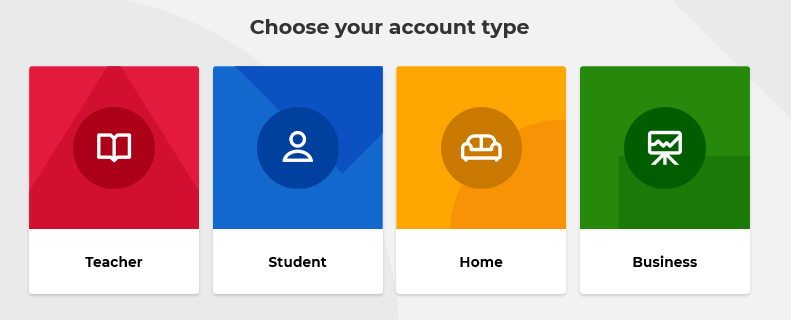 Choose your account type
Teacher
Student
Home
Business